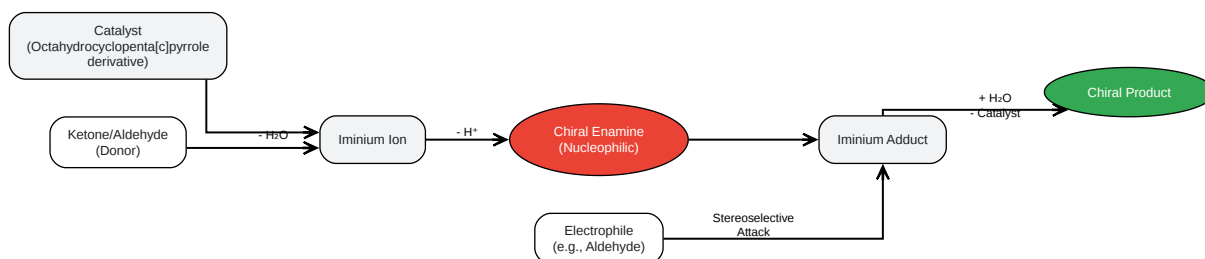 Catalyst
(Octahydrocyclopenta[c]pyrrole
derivative)
Ketone/Aldehyde
(Donor)
- H₂O
Iminium Ion
- H⁺
Chiral Enamine
(Nucleophilic)
Electrophile
(e.g., Aldehyde)
Stereoselective
Attack
Iminium Adduct
+ H₂O
- Catalyst
Chiral Product